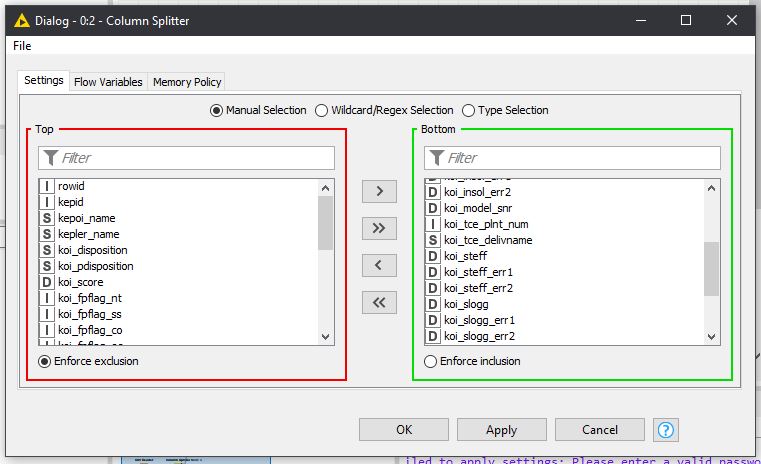 Dialog - 0:2 - Column Splitter
File
Settings Flow Variables Memory Policy
Manual Selection Wildcard/Regex Selection Type Selection
Top
Filter
I rowid
I kepid
S kepoi_name
S kepler_name
S koi_disposition
S koi_pdisposition
D koi_score
I koi_fpflag_nt
I koi_fpflag_ss
I koi_fpflag_co
Enforce exclusion
>
>>
<
<<
Bottom
Filter
D koi_insol_err1
D koi_insol_err2
D koi_model_snr
I koi_tce_plnt_num
S koi_tce_delivname
D koi_steff
D koi_steff_err1
D koi_steff_err2
D koi_slogg
D koi_slogg_err1
D koi_slogg_err2
Enforce inclusion
OK Apply Cancel ?
iled to apply settings: Please enter a valid passwo